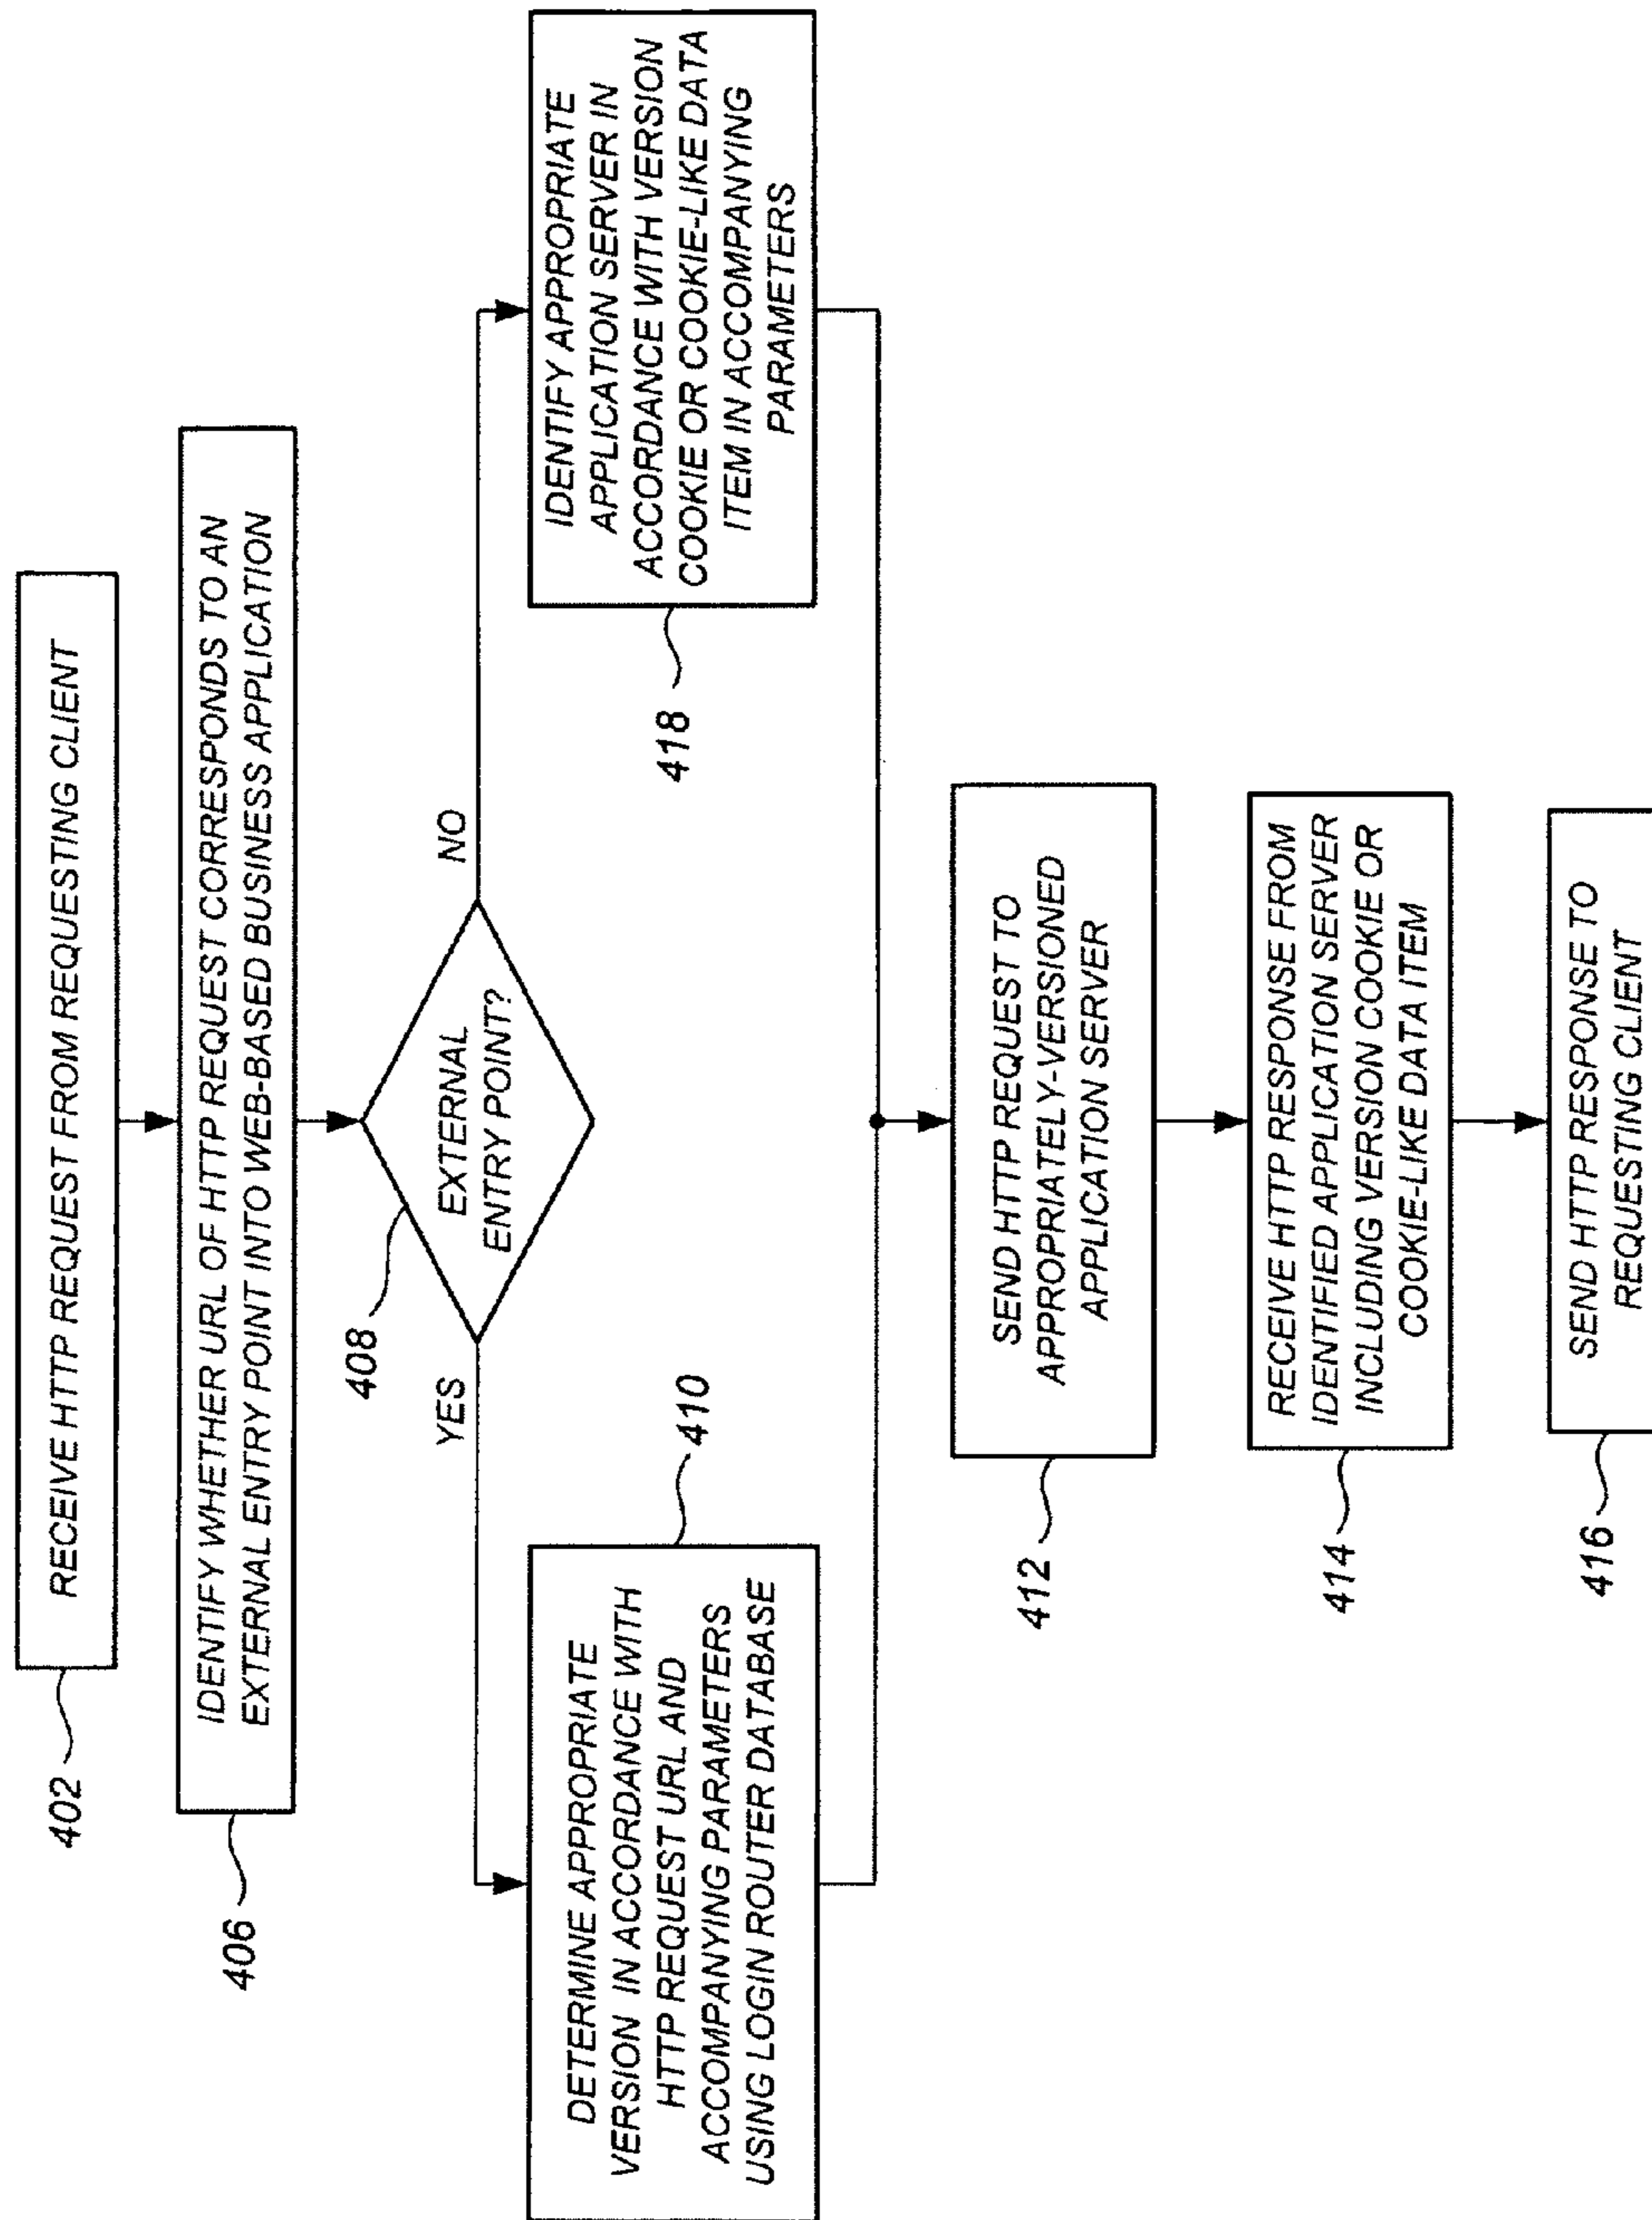 402
RECEIVE HTTP REQUEST FROM REQUESTING CLIENT
406
IDENTIFY WHETHER URL OF HTTP REQUEST CORRESPONDS TO AN
EXTERNAL ENTRY POINT INTO WEB-BASED BUSINESS APPLICATION
408
EXTERNAL
ENTRY POINT?
YES
NO
410
DETERMINE APPROPRIATE
VERSION IN ACCORDANCE WITH
HTTP REQUEST URL AND
ACCOMPANYING PARAMETERS
USING LOGIN ROUTER DATABASE
418
IDENTIFY APPROPRIATE
APPLICATION SERVER IN
ACCORDANCE WITH VERSION
COOKIE OR COOKIE-LIKE DATA
ITEM IN ACCOMPANYING
PARAMETERS
412
SEND HTTP REQUEST TO
APPROPRIATELY-VERSIONED
APPLICATION SERVER
414
RECEIVE HTTP RESPONSE FROM
IDENTIFIED APPLICATION SERVER
INCLUDING VERSION COOKIE OR
COOKIE-LIKE DATA ITEM
416
SEND HTTP RESPONSE TO
REQUESTING CLIENT